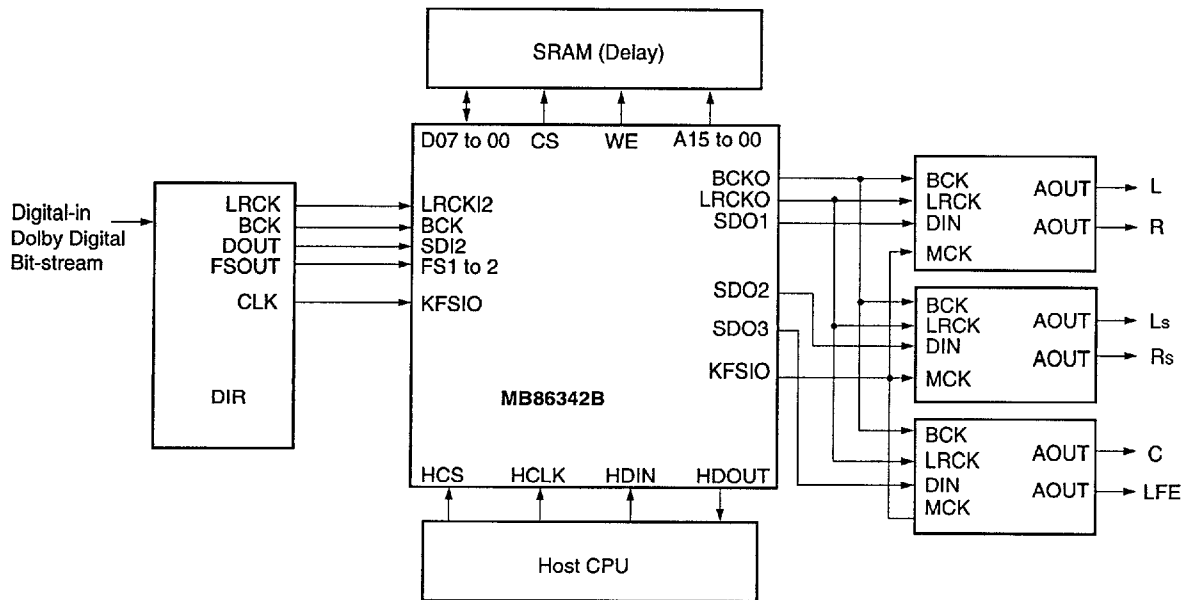 SRAM (Delay)
D07 to 00 CS WE A15 to 00
Digital-in
Dolby Digital
Bit-stream
LRCK
BCK
DOUT
FSOUT
CLK
DIR
LRCKI2
BCK
SDI2
FS1 to 2
KFSIO
MB86342B
BCKO
LRCKO
SDO1
SDO2
SDO3
KFSIO
HCS HCLK HDIN HDOUT
Host CPU
BCK
LRCK
DIN
MCK
AOUT
AOUT
L
R
BCK
LRCK
DIN
MCK
AOUT
AOUT
Ls
Rs
BCK
LRCK
DIN
MCK
AOUT
AOUT
C
LFE